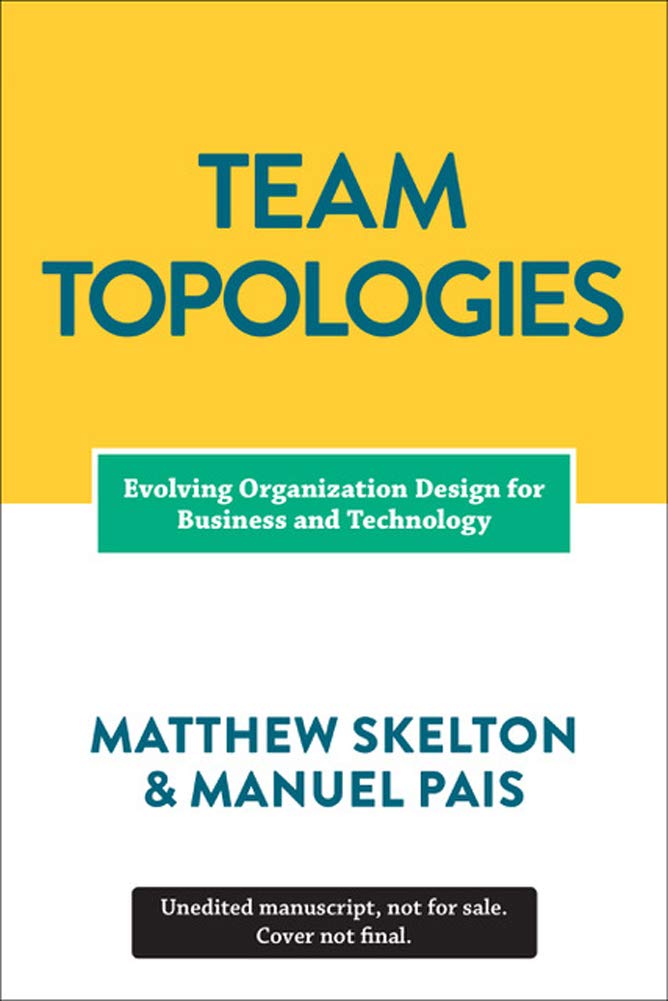 TEAM
TOPOLOGIES
Evolving Organization Design for
Business and Technology
MATTHEW SKELTON
& MANUEL PAIS
Unedited manuscript, not for sale.
Cover not final.